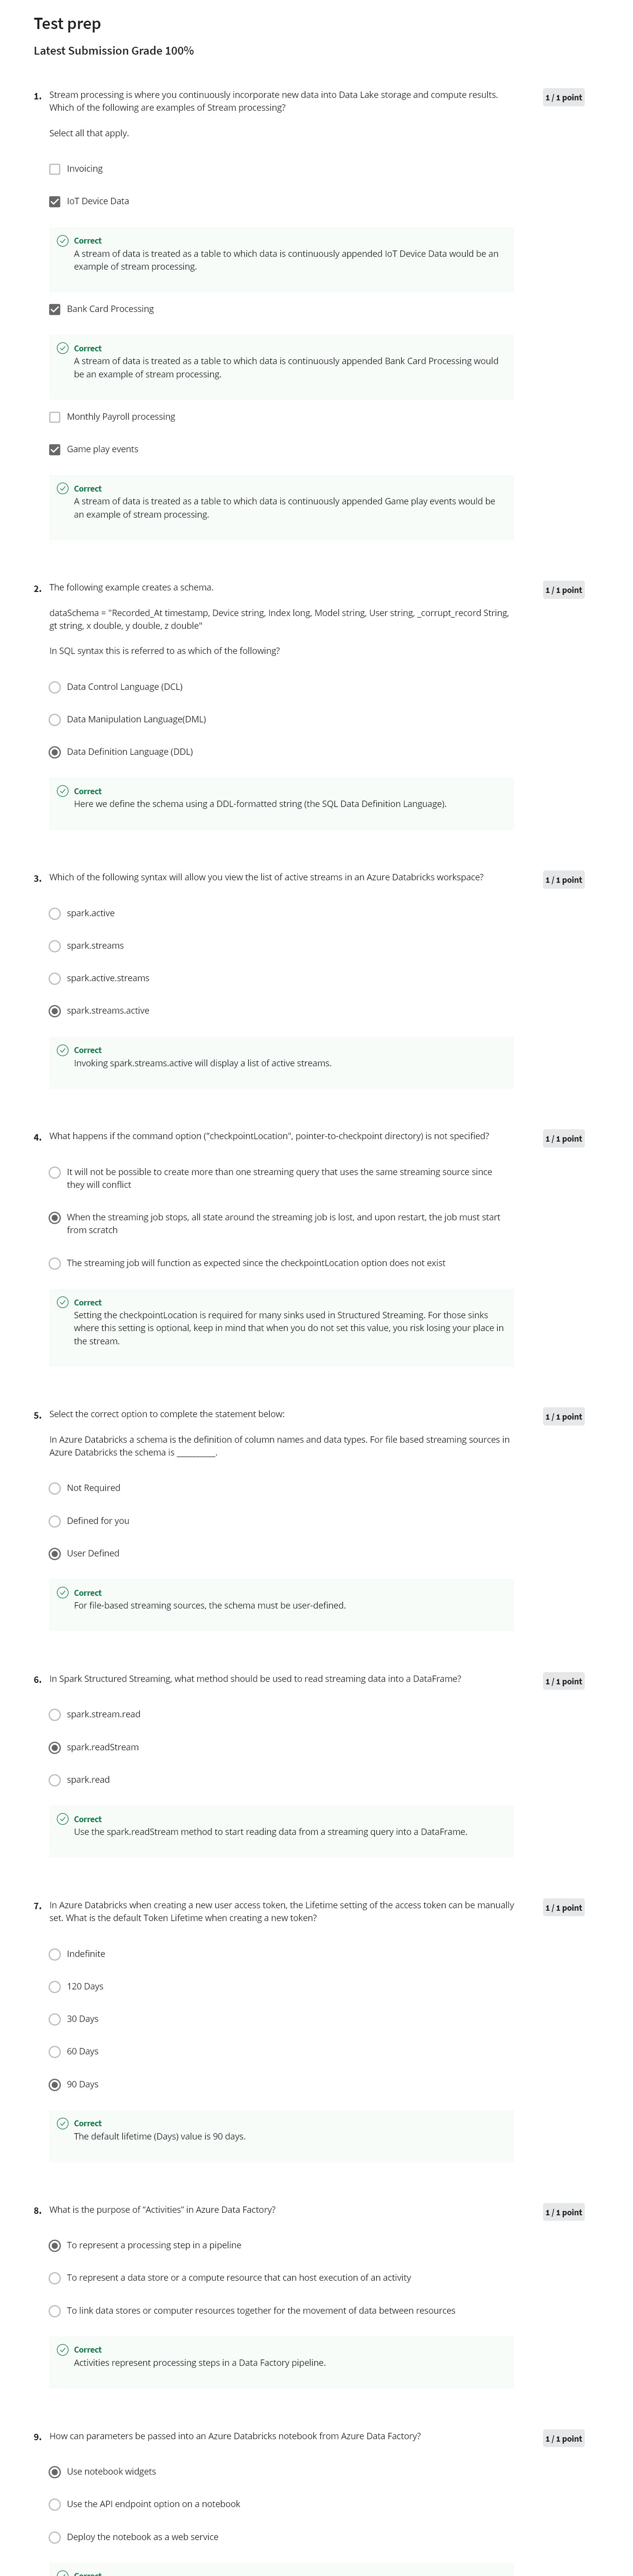 Test prep
Latest Submission Grade 100%
1. Stream processing is where you continuously incorporate new data into Data Lake storage and compute results. 1 / 1 point
Which of the following are examples of Stream processing?
Select all that apply.
Invoicing
IoT Device Data
Correct
A stream of data is treated as a table to which data is continuously appended IoT Device Data would be an
example of stream processing.
Bank Card Processing
Correct
A stream of data is treated as a table to which data is continuously appended Bank Card Processing would
be an example of stream processing.
Monthly Payroll processing
Game play events
Correct
A stream of data is treated as a table to which data is continuously appended Game play events would be
an example of stream processing.
2. The following example creates a schema. 1 / 1 point
dataSchema = "Recorded_At timestamp, Device string, Index long, Model string, User string, _corrupt_record String,
gt string, x double, y double, z double"
In SQL syntax this is referred to as which of the following?
Data Control Language (DCL)
Data Manipulation Language(DML)
Data Definition Language (DDL)
Correct
Here we define the schema using a DDL-formatted string (the SQL Data Definition Language).
3. Which of the following syntax will allow you view the list of active streams in an Azure Databricks workspace? 1 / 1 point
spark.active
spark.streams
spark.active.streams
spark.streams.active
Correct
Invoking spark.streams.active will display a list of active streams.
4. What happens if the command option ("checkpointLocation", pointer-to-checkpoint directory) is not specified? 1 / 1 point
It will not be possible to create more than one streaming query that uses the same streaming source since
they will conflict
When the streaming job stops, all state around the streaming job is lost, and upon restart, the job must start
from scratch
The streaming job will function as expected since the checkpointLocation option does not exist
Correct
Setting the checkpointLocation is required for many sinks used in Structured Streaming. For those sinks
where this setting is optional, keep in mind that when you do not set this value, you risk losing your place in
the stream.
5. Select the correct option to complete the statement below: 1 / 1 point
In Azure Databricks a schema is the definition of column names and data types. For file based streaming sources in
Azure Databricks the schema is _________.
Not Required
Defined for you
User Defined
Correct
For file-based streaming sources, the schema must be user-defined.
6. In Spark Structured Streaming, what method should be used to read streaming data into a DataFrame? 1 / 1 point
spark.stream.read
spark.readStream
spark.read
Correct
Use the spark.readStream method to start reading data from a streaming query into a DataFrame.
7. In Azure Databricks when creating a new user access token, the Lifetime setting of the access token can be manually 1 / 1 point
set. What is the default Token Lifetime when creating a new token?
Indefinite
120 Days
30 Days
60 Days
90 Days
Correct
The default lifetime (Days) value is 90 days.
8. What is the purpose of "Activities" in Azure Data Factory? 1 / 1 point
To represent a processing step in a pipeline
To represent a data store or a compute resource that can host execution of an activity
To link data stores or computer resources together for the movement of data between resources
Correct
Activities represent processing steps in a Data Factory pipeline.
9. How can parameters be passed into an Azure Databricks notebook from Azure Data Factory? 1 / 1 point
Use notebook widgets
Use the API endpoint option on a notebook
Deploy the notebook as a web service